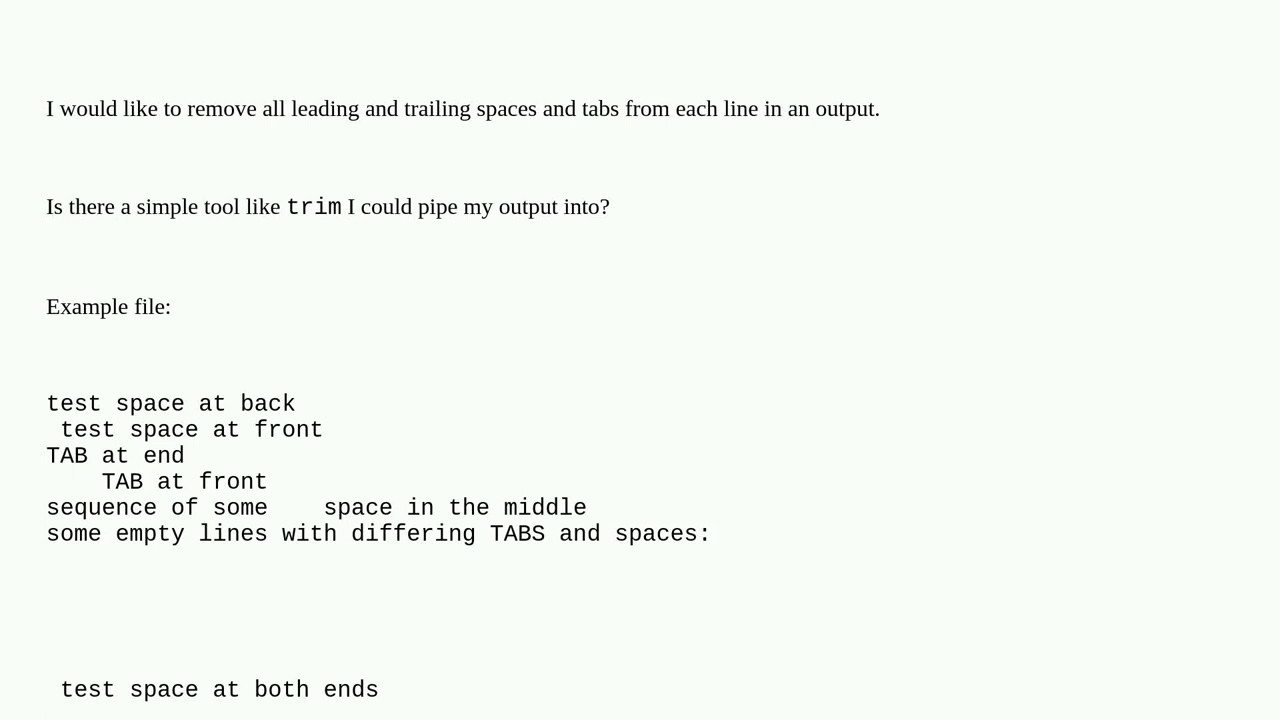 I would like to remove all leading and trailing spaces and tabs from each line in an output.
Is there a simple tool like trim I could pipe my output into?
Example file:
test space at back
 test space at front
TAB at end
    TAB at front
sequence of some    space in the middle
some empty lines with differing TABS and spaces:
 test space at both ends